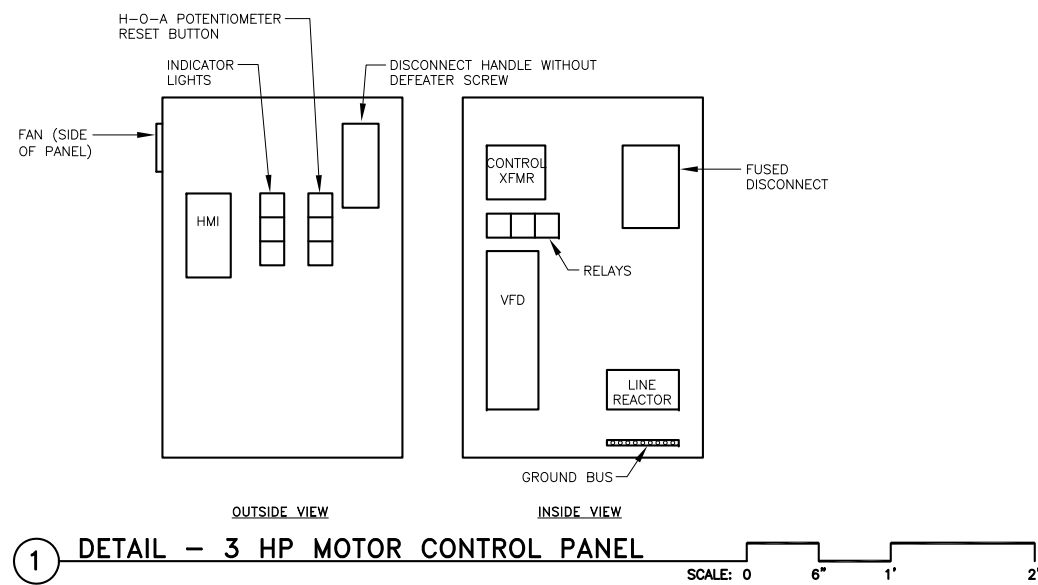 H-O-A POTENTIOMETER
RESET BUTTON
INDICATOR
LIGHTS
DISCONNECT HANDLE WITHOUT
DEFEATER SCREW
FAN (SIDE
OF PANEL)
HMI
CONTROL
XFMR
FUSED
DISCONNECT
RELAYS
VFD
LINE
REACTOR
GROUND BUS
OUTSIDE VIEW
INSIDE VIEW
1 DETAIL - 3 HP MOTOR CONTROL PANEL
SCALE: 0 6" 1' 2'